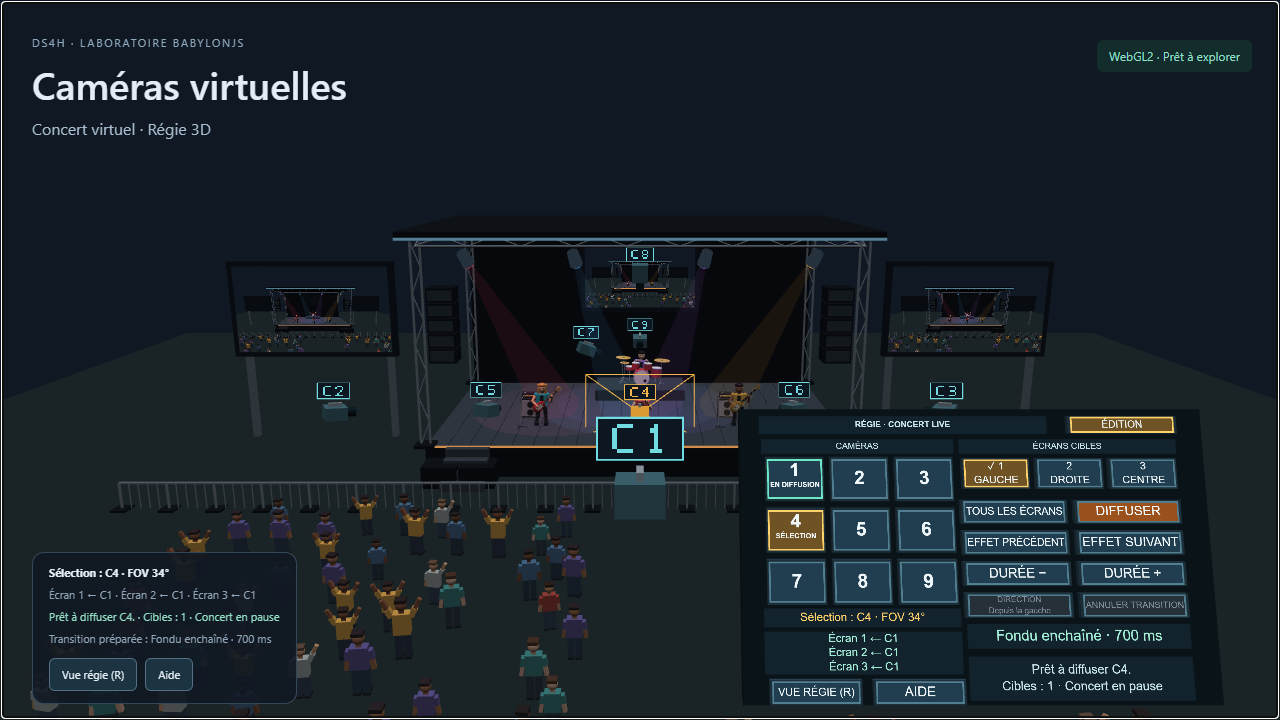 DS4H · LABORATOIRE BABYLONJS
Caméras virtuelles
Concert virtuel · Régie 3D
WebGL2 · Prêt à explorer
C8
C7
C9
C2
C5
C4
C6
C3
C1
RÉGIE · CONCERT LIVE
ÉDITION
CAMÉRAS
ÉCRANS CIBLES
1
EN DIFFUSION
2
3
✓ 1
GAUCHE
2
DROITE
3
CENTRE
4
SÉLECTION
5
6
TOUS LES ÉCRANS
DIFFUSER
EFFET PRÉCÉDENT
EFFET SUIVANT
7
8
9
DURÉE −
DURÉE +
DIRECTION
Depuis la gauche
ANNULER TRANSITION
Sélection : C4 · FOV 34°
Écran 1 ← C1
Écran 2 ← C1
Écran 3 ← C1
Fondu enchaîné · 700 ms
Prêt à diffuser C4.
Cibles : 1 · Concert en pause
VUE RÉGIE (R)
AIDE
Sélection : C4 · FOV 34°
Écran 1 ← C1 · Écran 2 ← C1 · Écran 3 ← C1
Prêt à diffuser C4. · Cibles : 1 · Concert en pause
Transition préparée : Fondu enchaîné · 700 ms
Vue régie (R)
Aide